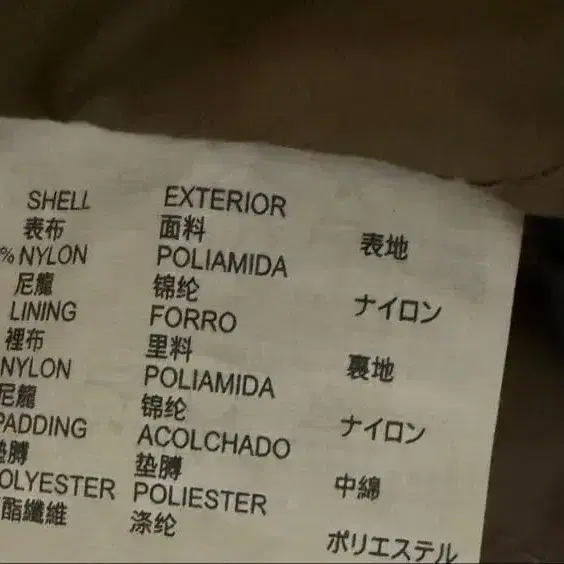 SHELL EXTERIOR
表布 面料 表地
% NYLON POLIAMIDA
尼龍 锦纶 ナイロン
LINING FORRO
裡布 里料 裏地
NYLON POLIAMIDA
尼龍 锦纶 ナイロン
PADDING ACOLCHADO
墊膊 垫膊 中綿
OLYESTER POLIESTER
酯纖維 涤纶 ポリエステル